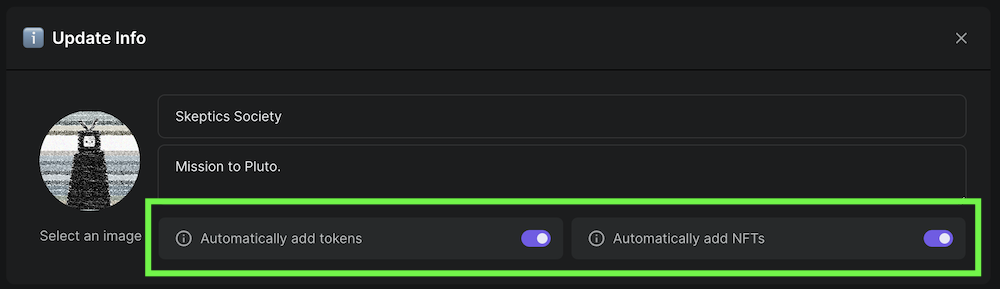 Update Info
Skeptics Society
Mission to Pluto.
Select an image
Automatically add tokens
Automatically add NFTs